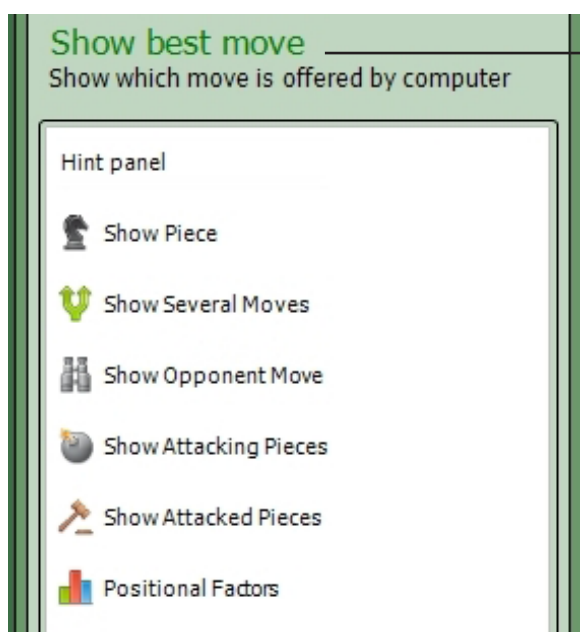 Show best move
Show which move is offered by computer
Hint panel
Show Piece
Show Several Moves
Show Opponent Move
Show Attacking Pieces
Show Attacked Pieces
Positional Factors